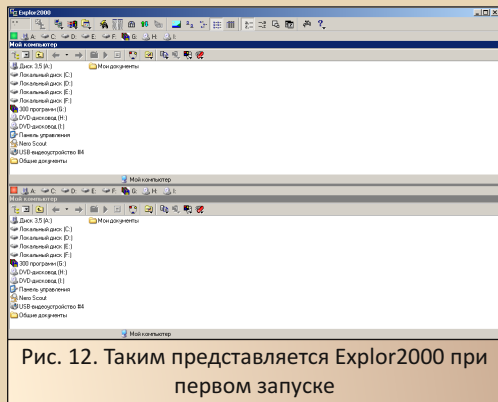 Explor2000
A: C: D: E: F: G: H: I:
Мой компьютер
Диск 3,5 (A:) Мои документы
Локальный диск (C:)
Локальный диск (D:)
Локальный диск (E:)
Локальный диск (F:)
300 программ (G:)
DVD-дисковод (H:)
DVD-дисковод (I:)
Панель управления
Nero Scout
USB-видеоустройство #4
Общие документы
Мой компьютер
A: C: D: E: F: G: H: I:
Мой компьютер
Диск 3,5 (A:) Мои документы
Локальный диск (C:)
Локальный диск (D:)
Локальный диск (E:)
Локальный диск (F:)
300 программ (G:)
DVD-дисковод (H:)
DVD-дисковод (I:)
Панель управления
Nero Scout
USB-видеоустройство #4
Общие документы
Мой компьютер
Рис. 12. Таким представляется Explor2000 при
первом запуске